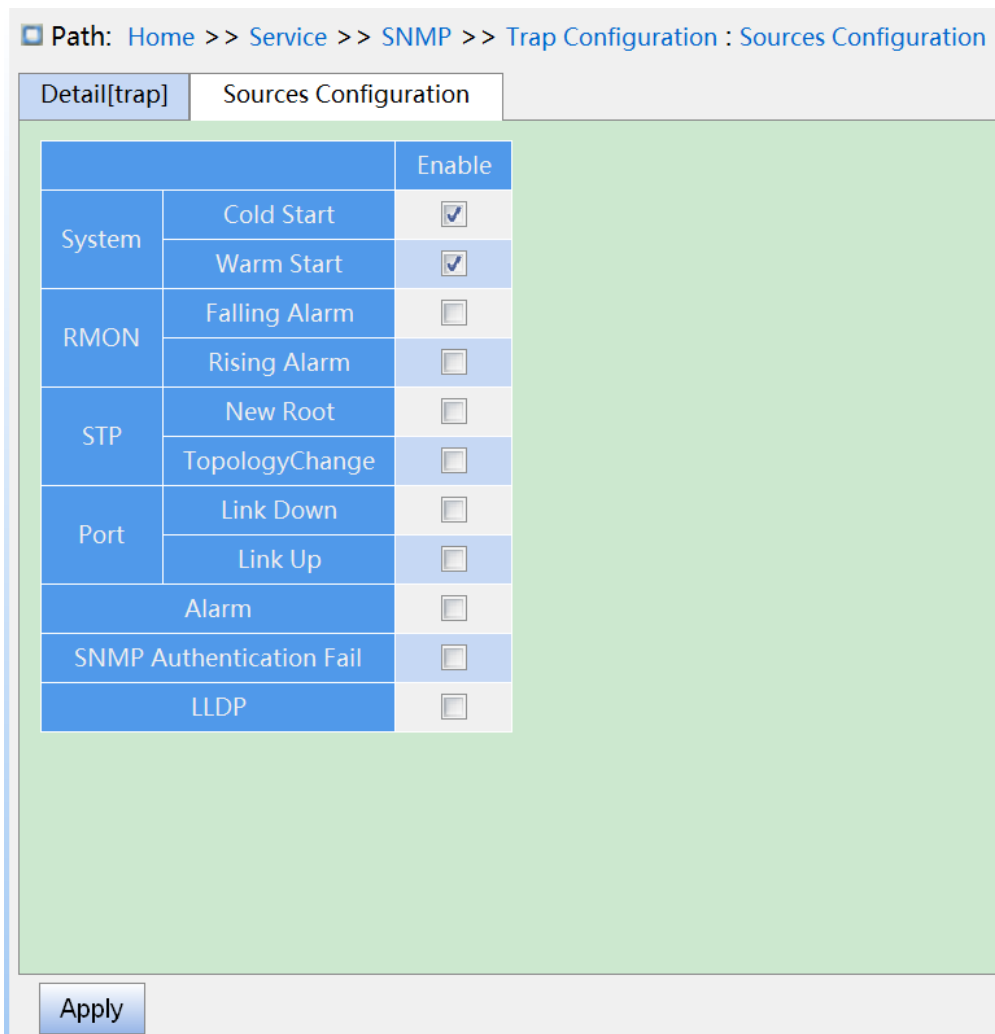 Path: Home >> Service >> SNMP >> Trap Configuration : Sources Configuration
Detail[trap] Sources Configuration
Enable
System Cold Start
Warm Start
RMON Falling Alarm
Rising Alarm
STP New Root
TopologyChange
Port Link Down
Link Up
Alarm
SNMP Authentication Fail
LLDP
Apply